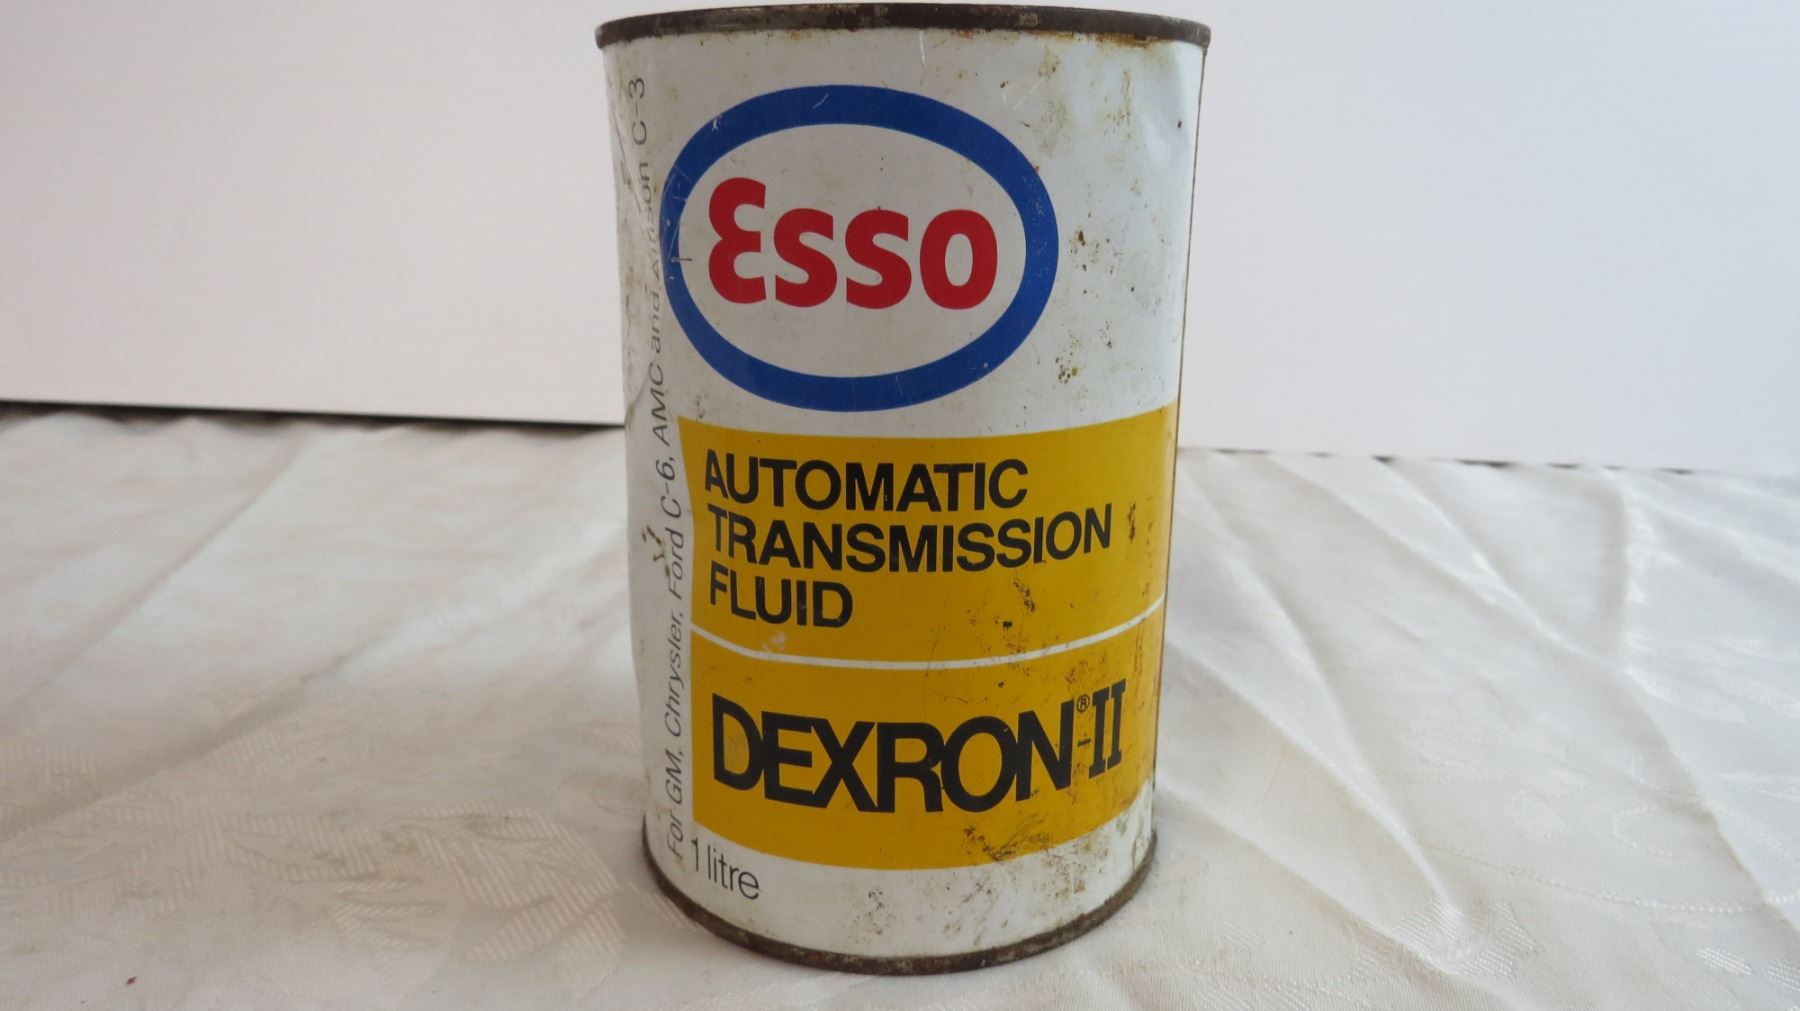 Esso
AUTOMATIC
TRANSMISSION
FLUID
DEXRON®-II
1 litre
For GM, Chrysler, Ford C-6, AMC and Allison C-3